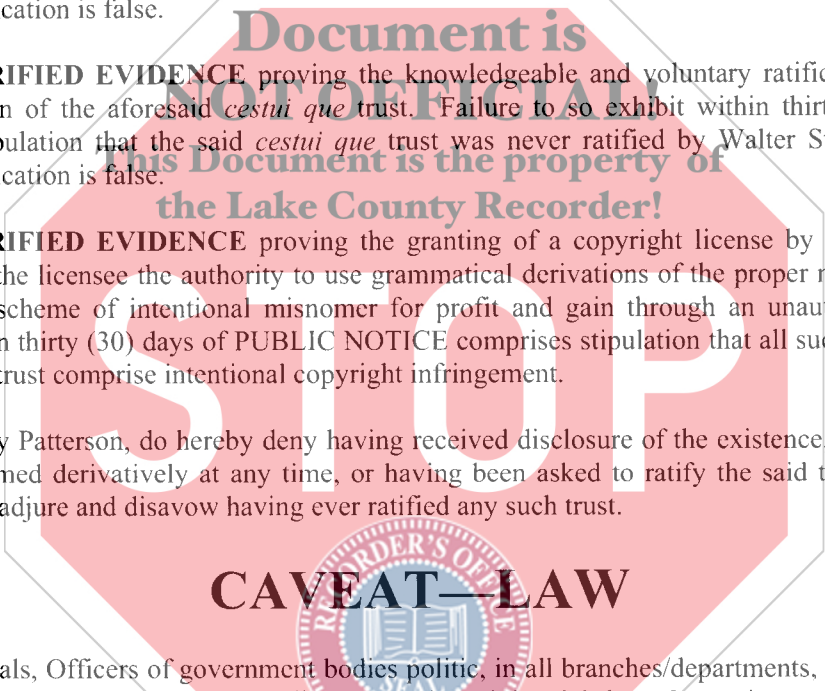 cation is false.
Document is
RIFIED EVIDENCE proving the knowledgeable and voluntary ratific
NOT OFFICIAL!
n of the aforesaid cestui que trust. Failure to so exhibit within thirt
pulation that the said cestui que trust was never ratified by Walter S
This Document is the property of
cation is false.
the Lake County Recorder!
RIFIED EVIDENCE proving the granting of a copyright license by
the licensee the authority to use grammatical derivations of the proper n
scheme of intentional misnomer for profit and gain through an unau
n thirty (30) days of PUBLIC NOTICE comprises stipulation that all suc
trust comprise intentional copyright infringement.
STOP
y Patterson, do hereby deny having received disclosure of the existence
med derivatively at any time, or having been asked to ratify the said t
adjure and disavow having ever ratified any such trust.
RECORDER'S OFFICE
CAVEAT—LAW
als, Officers of government bodies politic, in all branches/departments,
SEAL